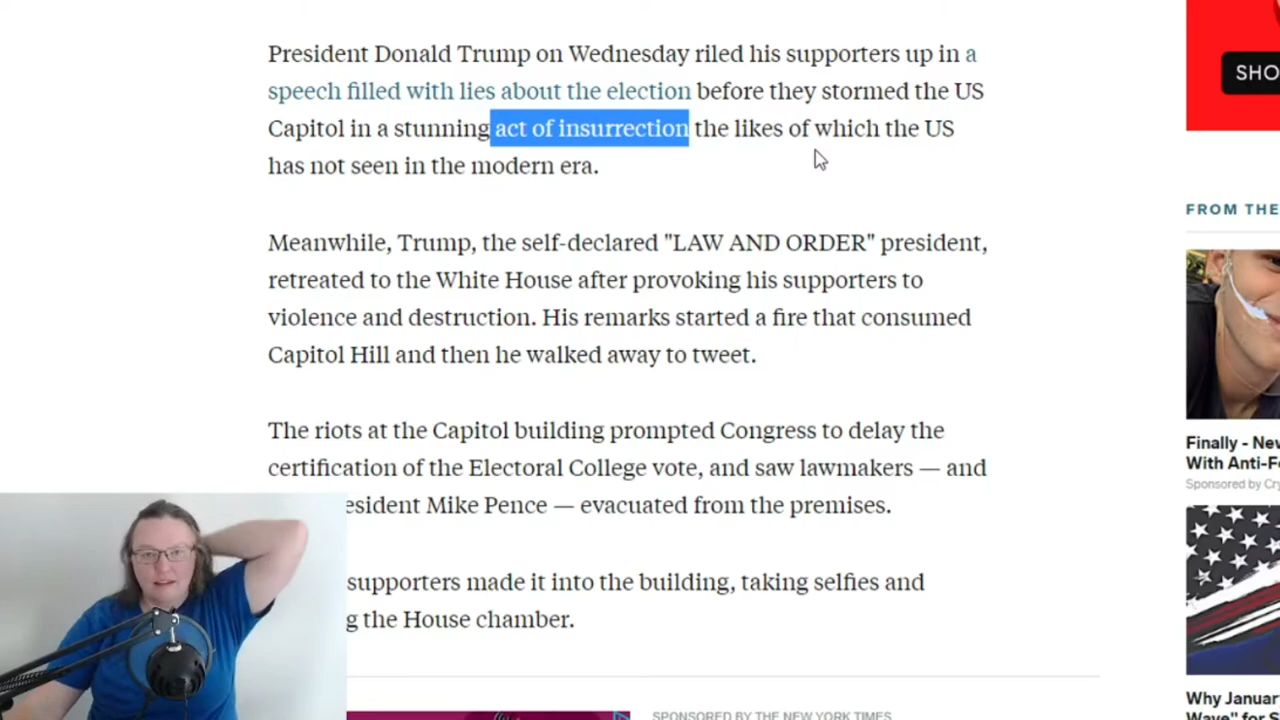 President Donald Trump on Wednesday riled his supporters up in a
speech filled with lies about the election before they stormed the US
Capitol in a stunning act of insurrection the likes of which the US
has not seen in the modern era.
Meanwhile, Trump, the self-declared "LAW AND ORDER" president,
retreated to the White House after provoking his supporters to
violence and destruction. His remarks started a fire that consumed
Capitol Hill and then he walked away to tweet.
The riots at the Capitol building prompted Congress to delay the
certification of the Electoral College vote, and saw lawmakers — and
esident Mike Pence — evacuated from the premises.
supporters made it into the building, taking selfies and
g the House chamber.
SPONSORED BY THE NEW YORK TIMES
SHO
FROM THE
Finally - Nev
With Anti-F
Sponsored by Cry
Why Januar
Wave" for S